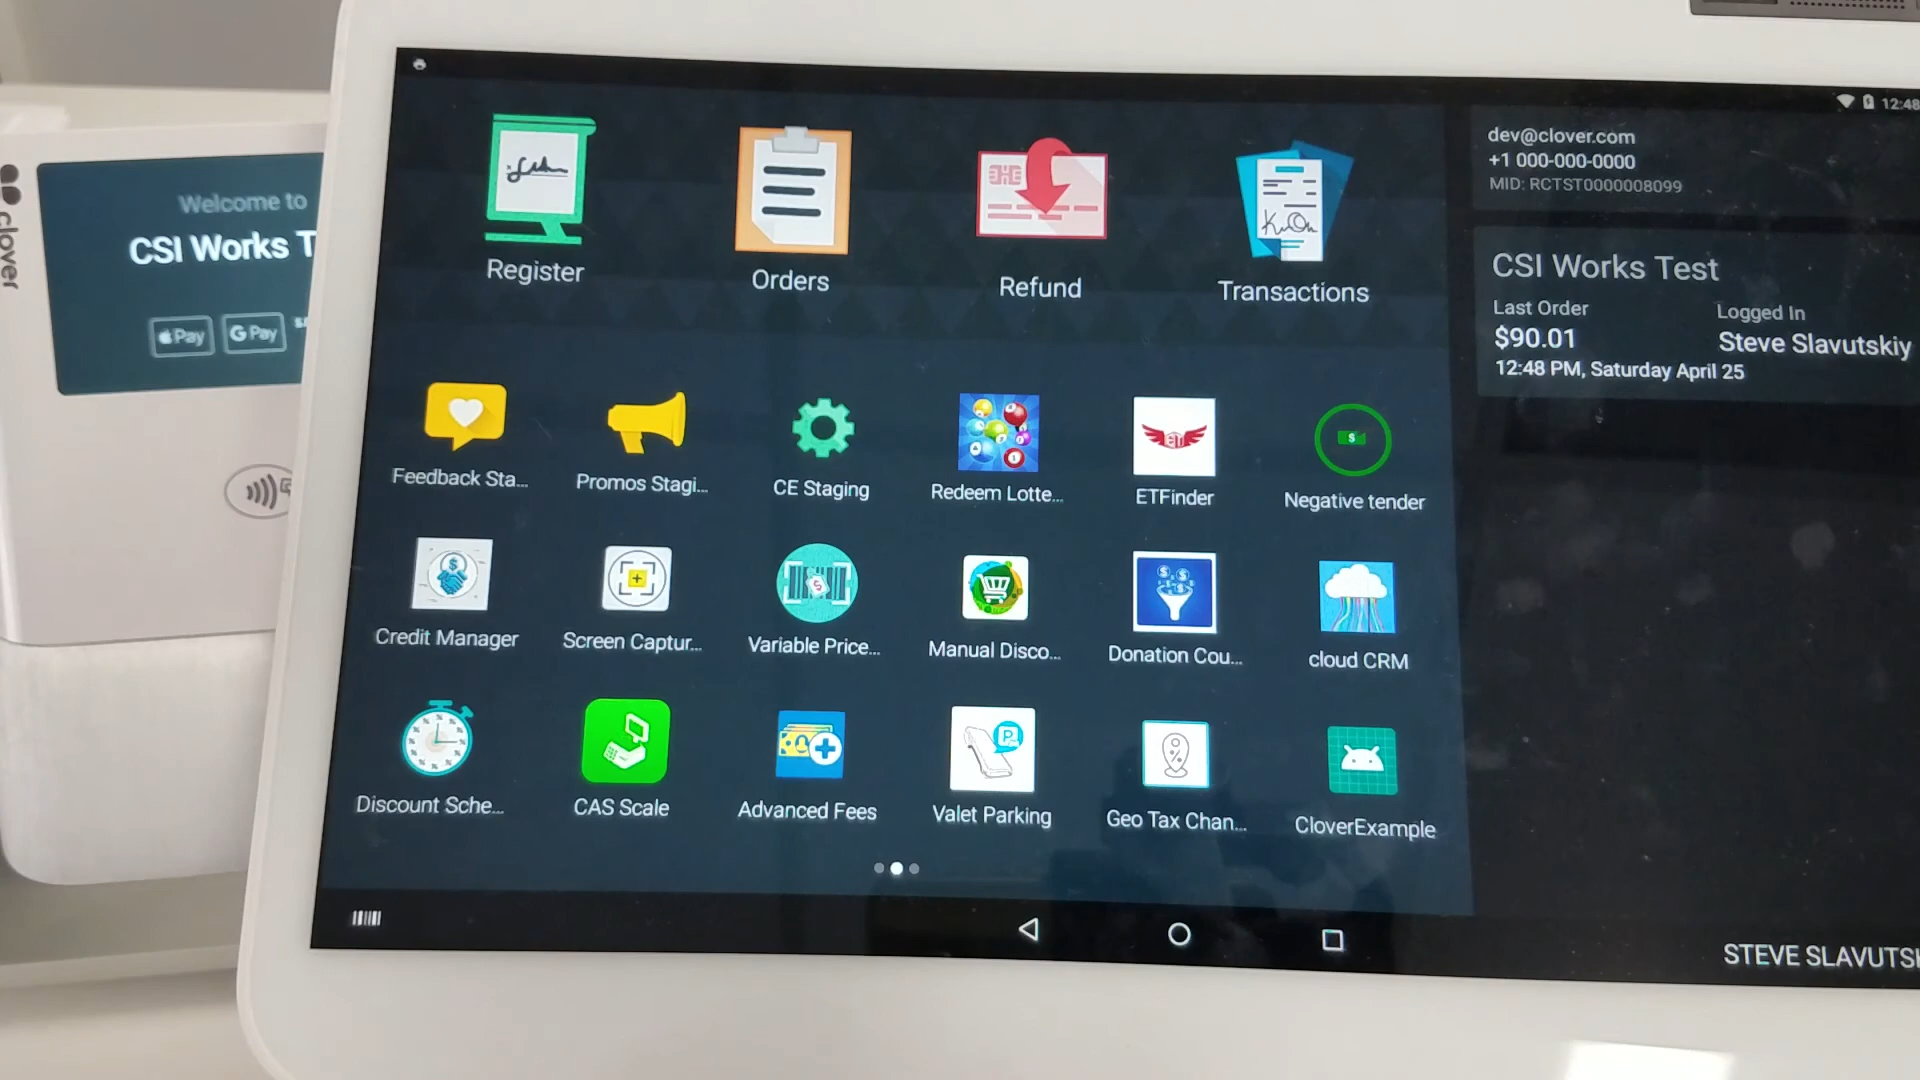 clover
Welcome to
CSI Works T
Pay
G Pay
12:48
dev@clover.com
+1 000-000-0000
MID: RCTST0000008099
CSI Works Test
Last Order
Logged In
$90.01
Steve Slavutskiy
12:48 PM, Saturday April 25
Register
Orders
Refund
Transactions
Feedback Sta...
Promos Stagi...
CE Staging
Redeem Lotte...
ETFinder
Negative tender
Credit Manager
Screen Captur...
Variable Price...
Manual Disco...
Donation Cou...
cloud CRM
Discount Sche...
CAS Scale
Advanced Fees
Valet Parking
Geo Tax Chan...
CloverExample
STEVE SLAVUTSK